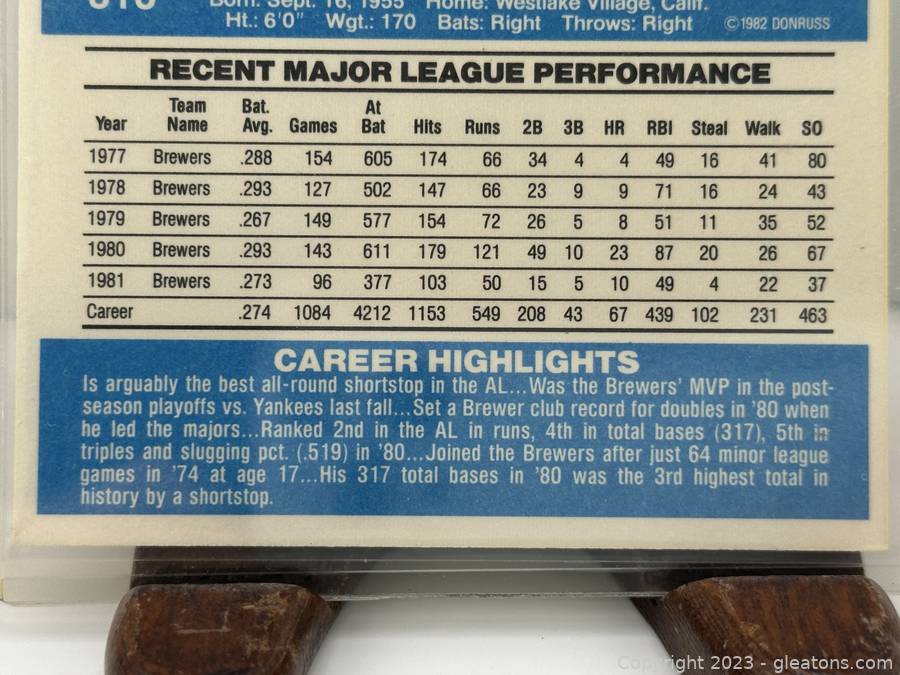 Born: Sept. 16, 1955 Home: Westlake Village, Calif.
Ht.: 6'0" Wgt.: 170 Bats: Right Throws: Right ©1982 DONRUSS
RECENT MAJOR LEAGUE PERFORMANCE
Year Team Name Bat. Avg. Games At Bat Hits Runs 2B 3B HR RBI Steal Walk SO
1977 Brewers .288 154 605 174 66 34 4 4 49 16 41 80
1978 Brewers .293 127 502 147 66 23 9 9 71 16 24 43
1979 Brewers .267 149 577 154 72 26 5 8 51 11 35 52
1980 Brewers .293 143 611 179 121 49 10 23 87 20 26 67
1981 Brewers .273 96 377 103 50 15 5 10 49 4 22 37
Career .274 1084 4212 1153 549 208 43 67 439 102 231 463
CAREER HIGHLIGHTS
Is arguably the best all-round shortstop in the AL...Was the Brewers' MVP in the post-
season playoffs vs. Yankees last fall...Set a Brewer club record for doubles in '80 when
he led the majors...Ranked 2nd in the AL in runs, 4th in total bases (317), 5th in
triples and slugging pct. (.519) in '80...Joined the Brewers after just 64 minor league
games in '74 at age 17...His 317 total bases in '80 was the 3rd highest total in
history by a shortstop.
Copyright 2023 - gleatons.com